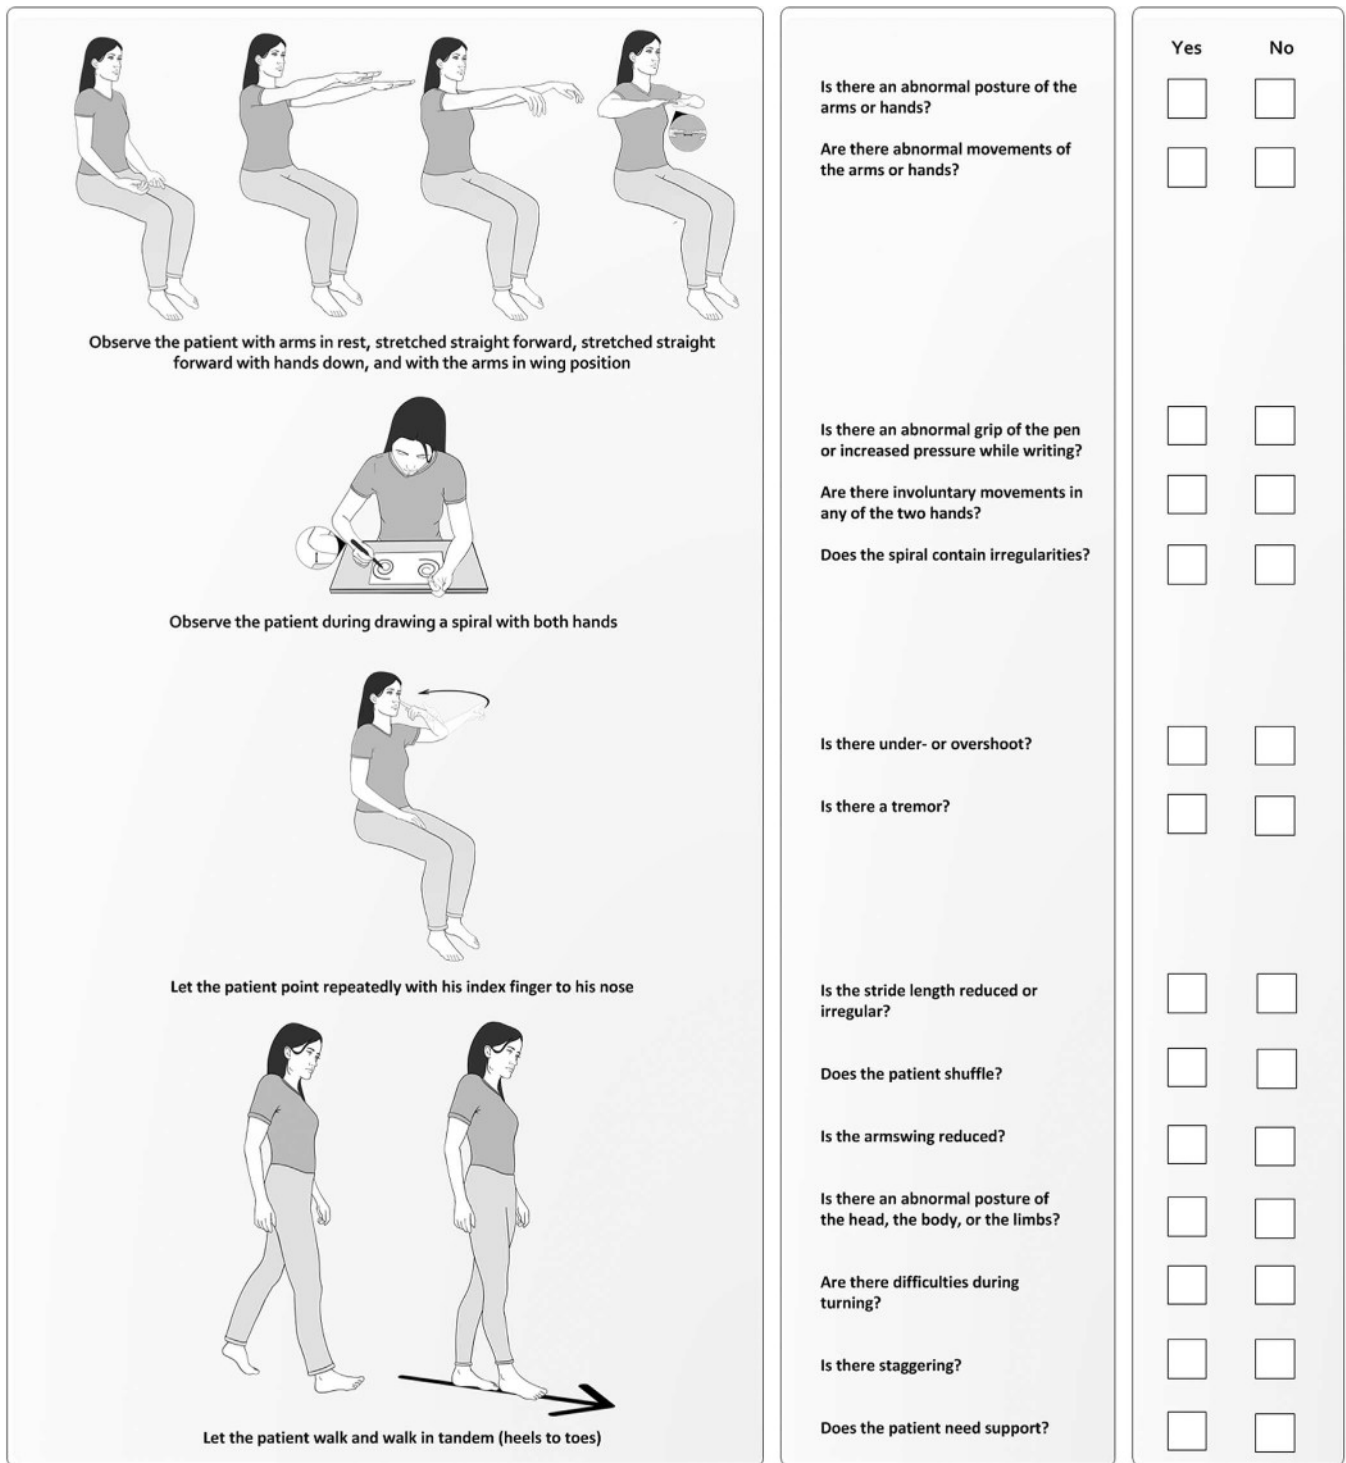 Yes No
Is there an abnormal posture of the
arms or hands?
Are there abnormal movements of
the arms or hands?
Observe the patient with arms in rest, stretched straight forward, stretched straight
forward with hands down, and with the arms in wing position
Is there an abnormal grip of the pen
or increased pressure while writing?
Are there involuntary movements in
any of the two hands?
Does the spiral contain irregularities?
Observe the patient during drawing a spiral with both hands
Is there under- or overshoot?
Is there a tremor?
Let the patient point repeatedly with his index finger to his nose
Is the stride length reduced or
irregular?
Does the patient shuffle?
Is the armswing reduced?
Is there an abnormal posture of
the head, the body, or the limbs?
Are there difficulties during
turning?
Is there staggering?
Does the patient need support?
Let the patient walk and walk in tandem (heels to toes)